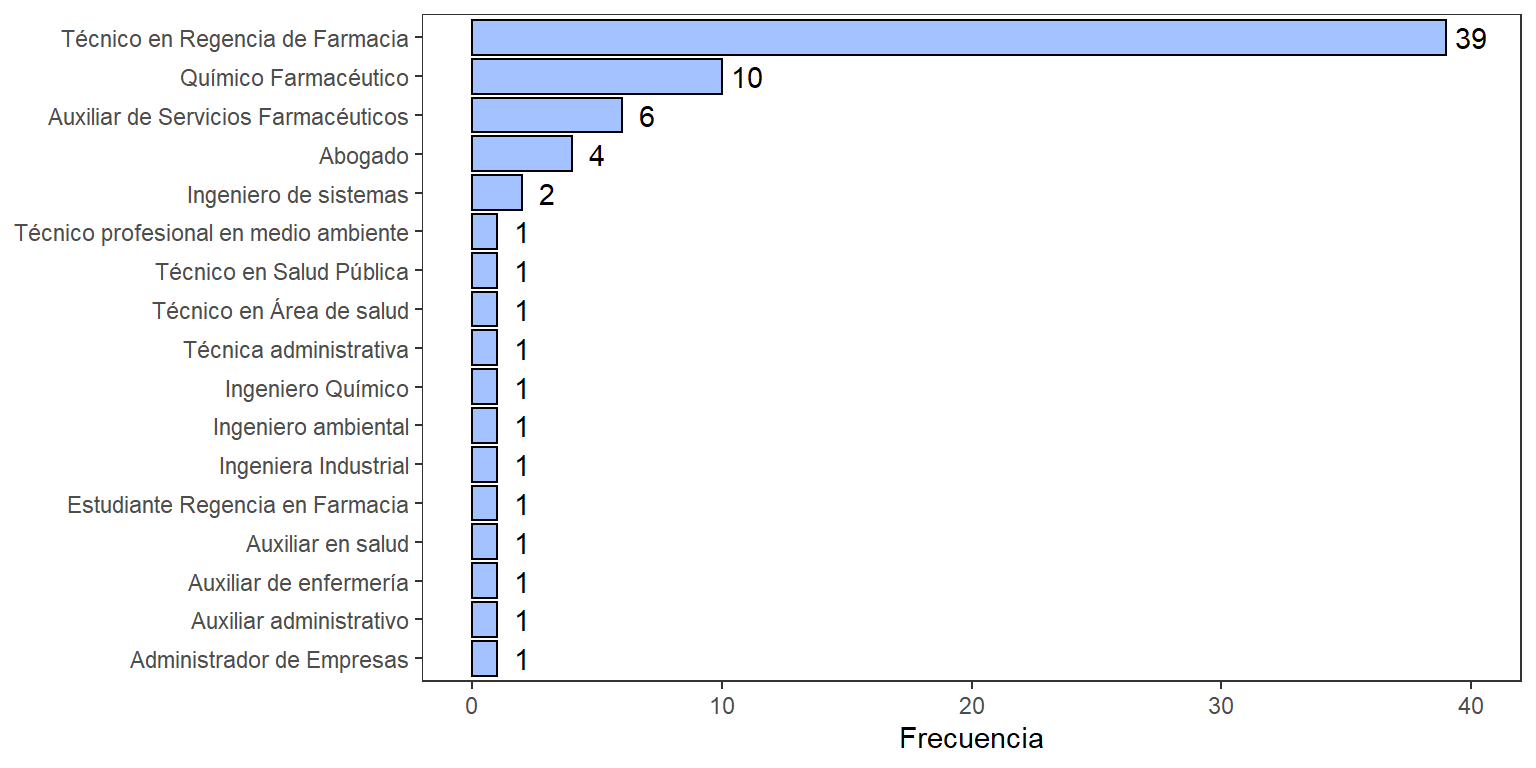 Técnico en Regencia de Farmacia 39
Químico Farmacéutico 10
Auxiliar de Servicios Farmacéuticos 6
Abogado 4
Ingeniero de sistemas 2
Técnico profesional en medio ambiente 1
Técnico en Salud Pública 1
Técnico en Área de salud 1
Técnica administrativa 1
Ingeniero Químico 1
Ingeniero ambiental 1
Ingeniera Industrial 1
Estudiante Regencia en Farmacia 1
Auxiliar en salud 1
Auxiliar de enfermería 1
Auxiliar administrativo 1
Administrador de Empresas 1
0 10 20 30 40
Frecuencia